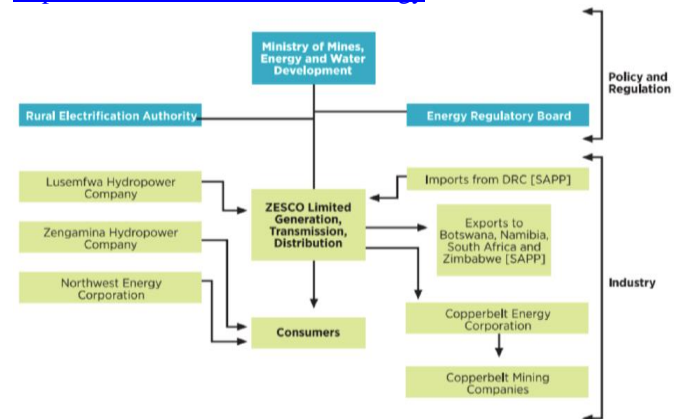 Ministry of Mines,
Energy and Water
Development
Policy and
Regulation
Rural Electrification Authority
Energy Regulatory Board
Lusemfwa Hydropower
Company
Imports from DRC [SAPP]
ZESCO Limited
Generation,
Transmission,
Distribution
Zengamina Hydropower
Company
Exports to
Botswana, Namibia,
South Africa and
Zimbabwe [SAPP]
Northwest Energy
Corporation
Industry
Consumers
Copperbelt Energy
Corporation
Copperbelt Mining
Companies